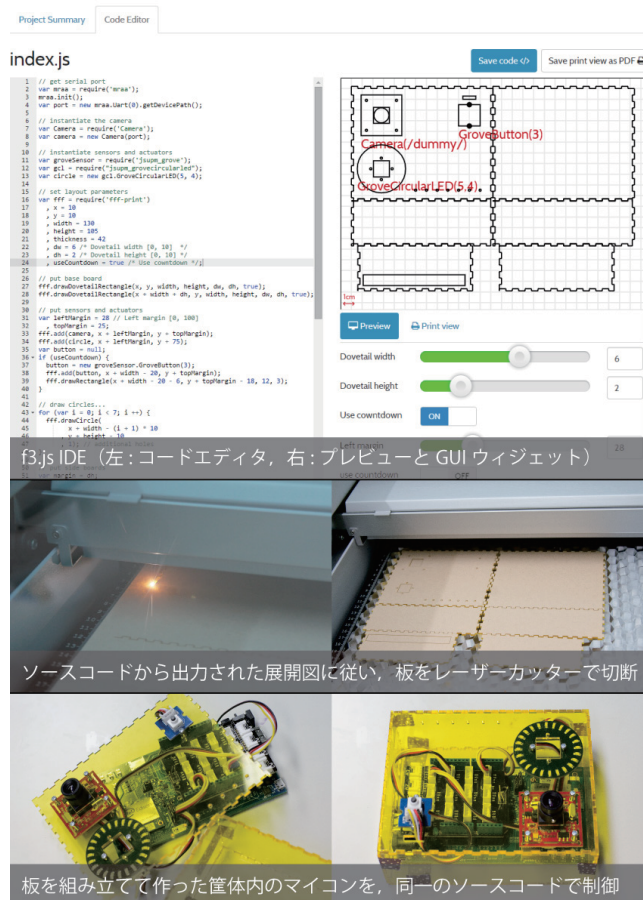 Project Summary
Code Editor
index.js
Save code </>
Save print view as PDF
1 // get serial port
2 var mraa = require('mraa');
3 mraa.init();
4 var port = new mraa.Uart(0).getDevicePath();
5
6 // instantiate the camera
7 var Camera = require('Camera');
8 var camera = new Camera(port);
9
10 // instantiate sensors and actuators
11 var groveSensor = require('jsupm_grove');
12 var gcl = require("jsupm_grovecircularled");
13 var circle = new gcl.GroveCircularLED(5, 4);
14
15 // set layout parameters
16 var fff = require('fff-print')
17 , x = 10
18 , y = 10
19 , width = 130
20 , height = 105
21 , thickness = 42
22 , dw = 6 /* Dovetail width [0, 10] */
23 , dh = 2 /* Dovetail height [0, 10] */
24 , useCountdown = true /* Use cowntdown */;
25
26 // put base board
27 fff.drawDovetailRectangle(x, y, width, height, dw, dh, true);
28 fff.drawDovetailRectangle(x + width + dh, y, width, height, dw, dh, true);
29
30 // put sensors and actuators
31 var leftMargin = 28 // Left margin [0, 100]
32 , topMargin = 25;
33 fff.add(camera, x + leftMargin, y + topMargin);
34 fff.add(circle, x + leftMargin, y + 75);
35 var button = null;
36 if (useCountdown) {
37 button = new groveSensor.GroveButton(3);
38 fff.add(button, x + width - 20, y + topMargin);
39 fff.drawRectangle(x + width - 20 - 6, y + topMargin - 18, 12, 3);
40 }
41
42 // draw circles...
43 for (var i = 0; i < 7; i ++) {
44 fff.drawCircle(
45 x + width - (i + 1) * 10
46 , y + height - 10
Camera(/dummy/)
GroveButton(3)
GroveCircularLED(5,4)
1cm
Preview
Print view
Dovetail width
6
Dovetail height
2
Use cowntdown
ON
Left margin
28
use countdown
OFF
f3.js IDE（左 : コードエディタ，右 : プレビューと GUI ウィジェット）
ソースコードから出力された展開図に従い，板をレーザーカッターで切断
板を組み立てて作った筐体内のマイコンを，同一のソースコードで制御